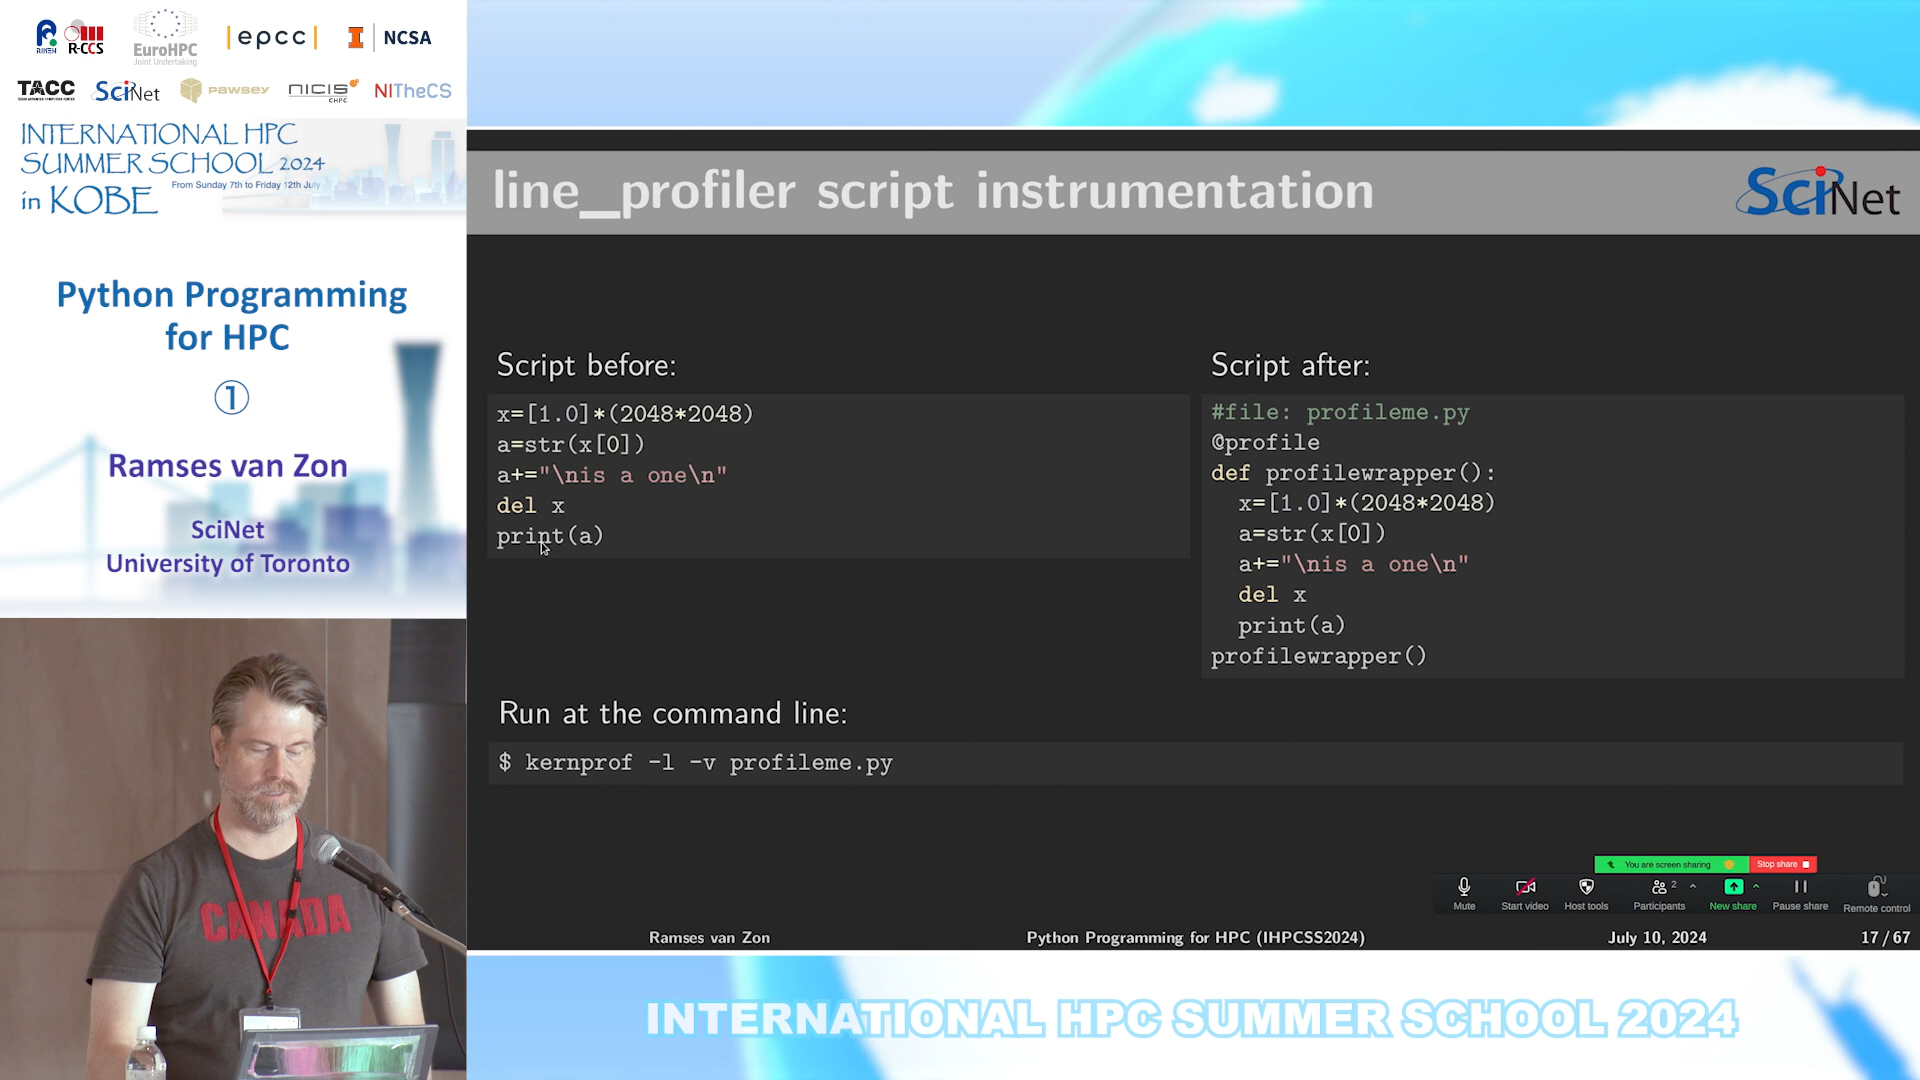 RIKEN R-CCS
EuroHPC
Joint Undertaking
|epcc|
NCSA
TACC
SciNet
PAWSEY
NICIS
CHPC
NITheCS
INTERNATIONAL HPC
SUMMER SCHOOL 2024
in KOBE
From Sunday 7th to Friday 12th July
Python Programming
for HPC
①
Ramses van Zon
SciNet
University of Toronto
CANADA
line_profiler script instrumentation
SciNet
Script before:
x=[1.0]*(2048*2048)
a=str(x[0])
a+="\nis a one\n"
del x
print(a)
Script after:
#file: profileme.py
@profile
def profilewrapper():
  x=[1.0]*(2048*2048)
  a=str(x[0])
  a+="\nis a one\n"
  del x
  print(a)
profilewrapper()
Run at the command line:
$ kernprof -l -v profileme.py
You are screen sharing
Stop share
Mute
Start video
Host tools
Participants
2
New share
Pause share
Remote control
Ramses van Zon
Python Programming for HPC (IHPCSS2024)
July 10, 2024
17 / 67
INTERNATIONAL HPC SUMMER SCHOOL 2024